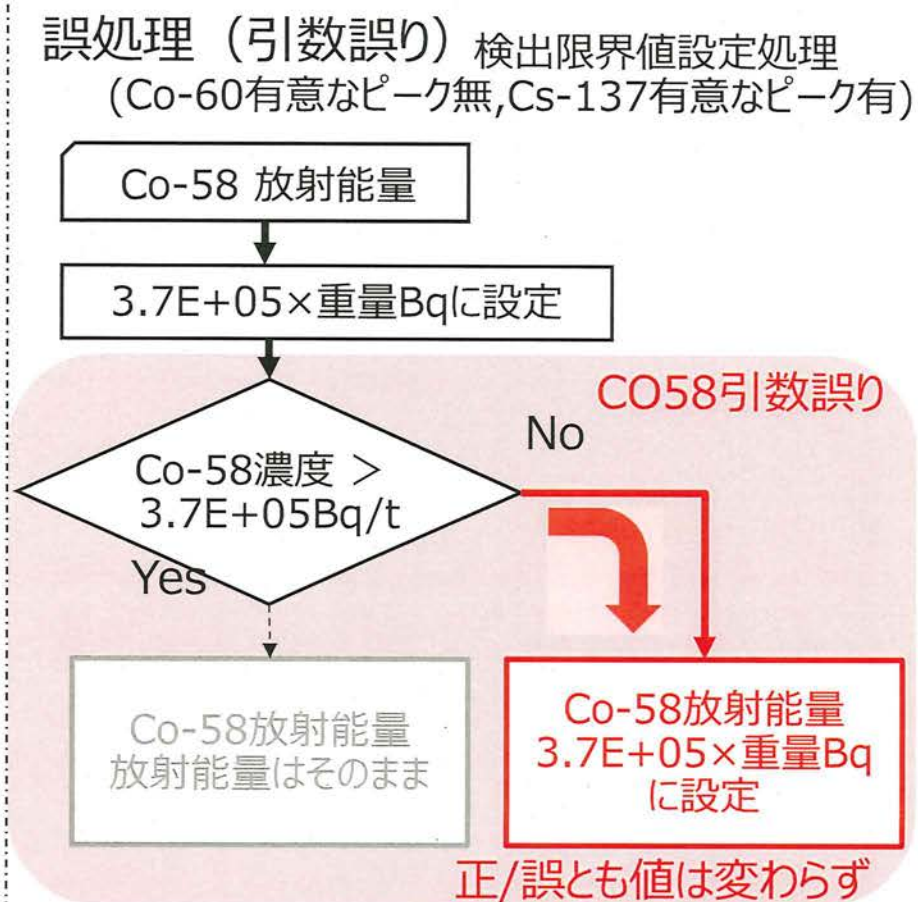 誤処理（引数誤り）検出限界値設定処理
(Co-60有意なピーク無,Cs-137有意なピーク有)
Co-58 放射能量
3.7E+05×重量Bqに設定
CO58引数誤り
No
Co-58濃度 >
3.7E+05Bq/t
Yes
Co-58放射能量
放射能量はそのまま
Co-58放射能量
3.7E+05×重量Bq
に設定
正/誤とも値は変わらず